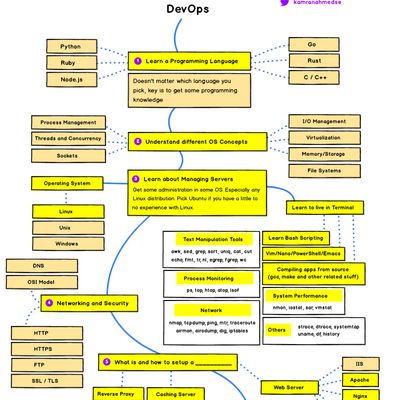 kamranahmedse
DevOps
Python
Ruby
Node.js
1 Learn a Programming Language
Doesn't matter which language you
pick, key is to get some programming
knowledge
Go
Rust
C / C++
Process Management
Threads and Concurrency
Sockets
2 Understand different OS Concepts
I/O Management
Virtualization
Memory/Storage
File Systems
3 Learn about Managing Servers
Get some administration in some OS. Especially any
Linux distribution. Pick Ubuntu if you have a little to
no experience with Linux.
Operating System
Linux
Unix
Windows
Learn to live in Terminal
Text Manipulation Tools
awk, sed, grep, sort, uniq, cat, cut
echo, fmt, tr, nl, egrep, fgrep, wc
Process Monitoring
ps, top, htop, atop, lsof
Network
nmap, tcpdump, ping, mtr, traceroute
airmon, airodump, dig, iptables
Learn Bash Scripting
Vim/Nano/PowerShell/Emacs
Compiling apps from source
(gcc, make and other related stuff)
System Performance
nmon, iostat, sar, vmstat
Others
strace, dtrace, systemtap
uname, df, history
DNS
OSI Model
4 Networking and Security
HTTP
HTTPS
FTP
SSL / TLS
5 What is and how to setup a __________
Reverse Proxy
Caching Server
Web Server
IIS
Apache
Nginx